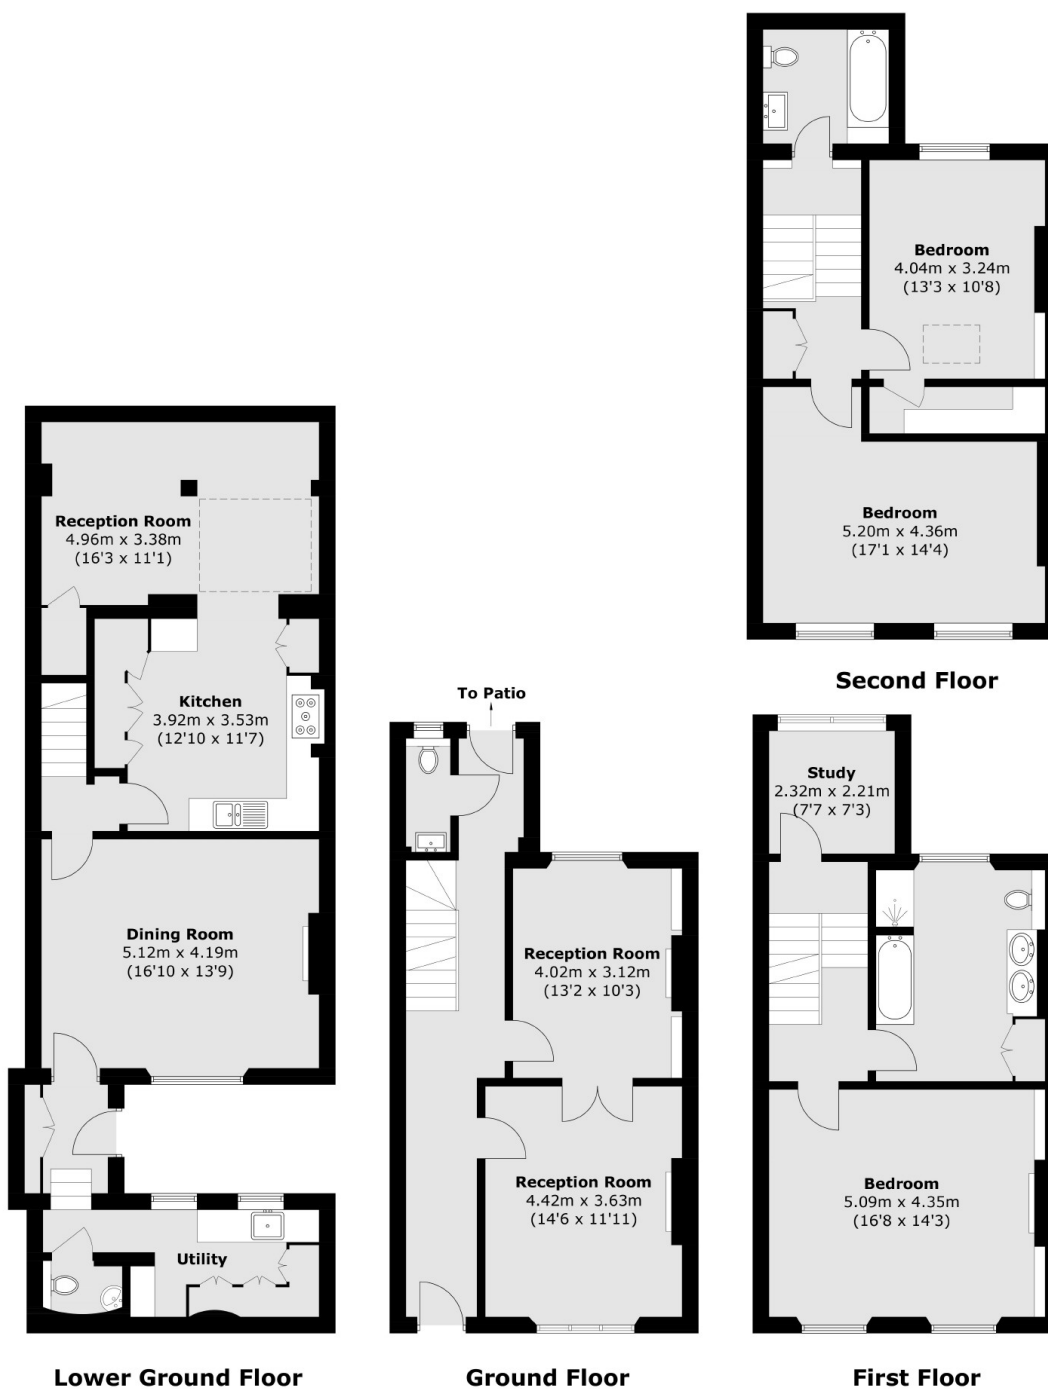 Bedroom
4.04m x 3.24m
(13'3 x 10'8)
Bedroom
5.20m x 4.36m
(17'1 x 14'4)
Second Floor
Reception Room
4.96m x 3.38m
(16'3 x 11'1)
Kitchen
3.92m x 3.53m
(12'10 x 11'7)
Dining Room
5.12m x 4.19m
(16'10 x 13'9)
Utility
Lower Ground Floor
To Patio
Reception Room
4.02m x 3.12m
(13'2 x 10'3)
Reception Room
4.42m x 3.63m
(14'6 x 11'11)
Ground Floor
Study
2.32m x 2.21m
(7'7 x 7'3)
Bedroom
5.09m x 4.35m
(16'8 x 14'3)
First Floor